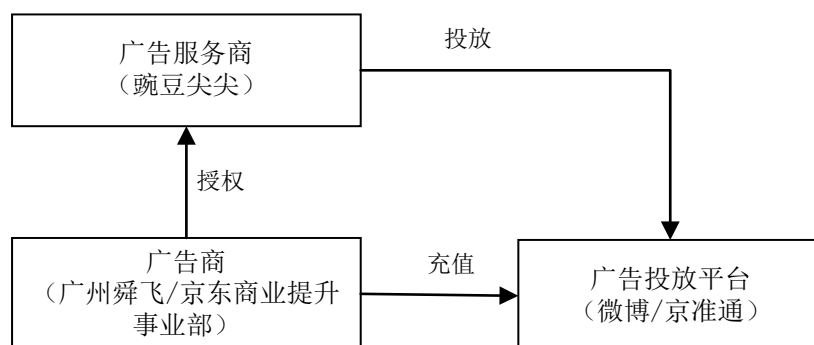 广告服务商
（豌豆尖尖）
投放
授权
广告商
（广州舜飞/京东商业提升
事业部）
充值
广告投放平台
（微博/京准通）